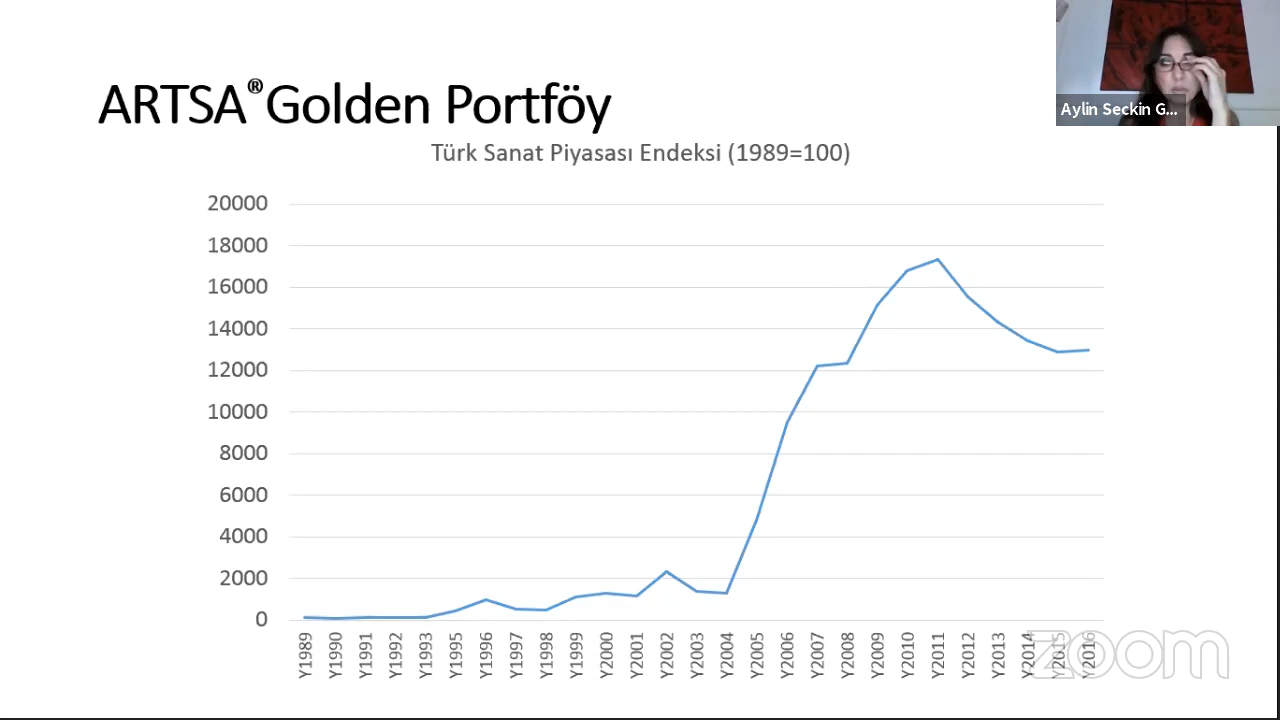 ARTSA®Golden Portföy
Aylin Seckin G...
Türk Sanat Piyasası Endeksi (1989=100)
20000
18000
16000
14000
12000
10000
8000
6000
4000
2000
0
Y1989
Y1990
Y1991
Y1992
Y1993
Y1995
Y1996
Y1997
Y1998
Y1999
Y2000
Y2001
Y2002
Y2003
Y2004
Y2005
Y2006
Y2007
Y2008
Y2009
Y2010
Y2011
Y2012
Y2013
Y2014
Y2015
Y2016
zoom